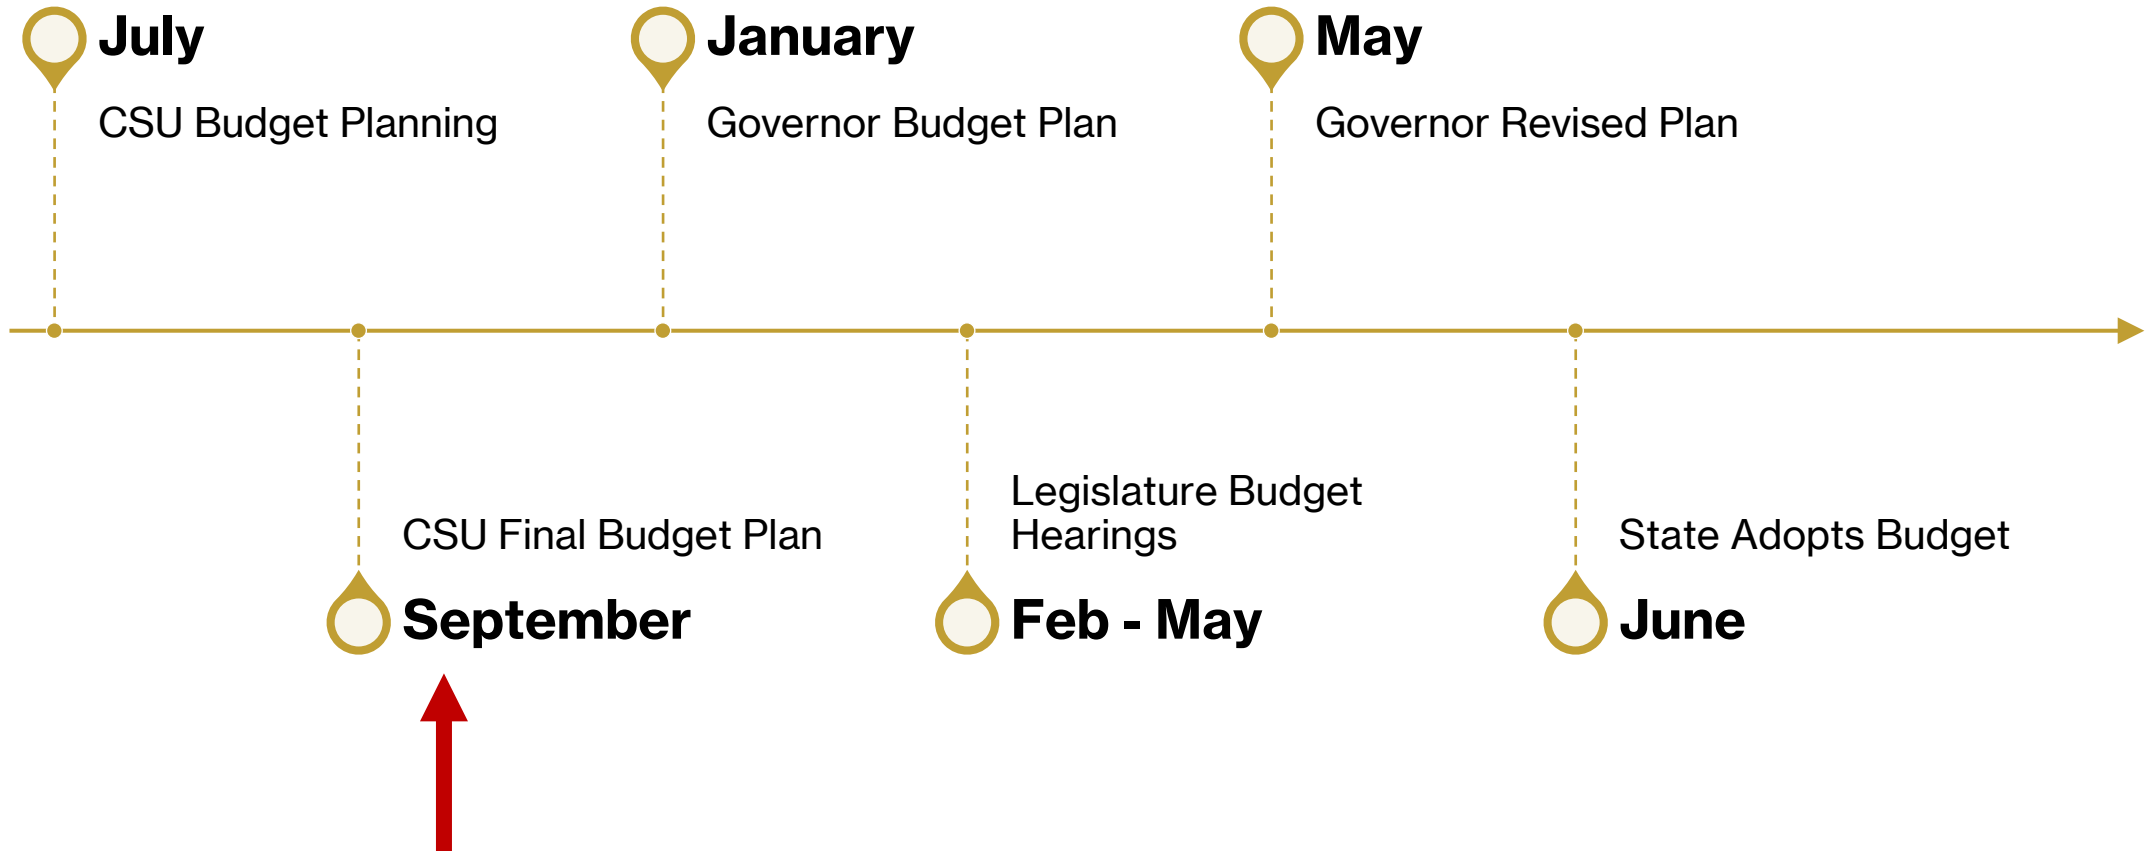 July
CSU Budget Planning
January
Governor Budget Plan
May
Governor Revised Plan
CSU Final Budget Plan
September
Legislature Budget
Hearings
Feb - May
State Adopts Budget
June